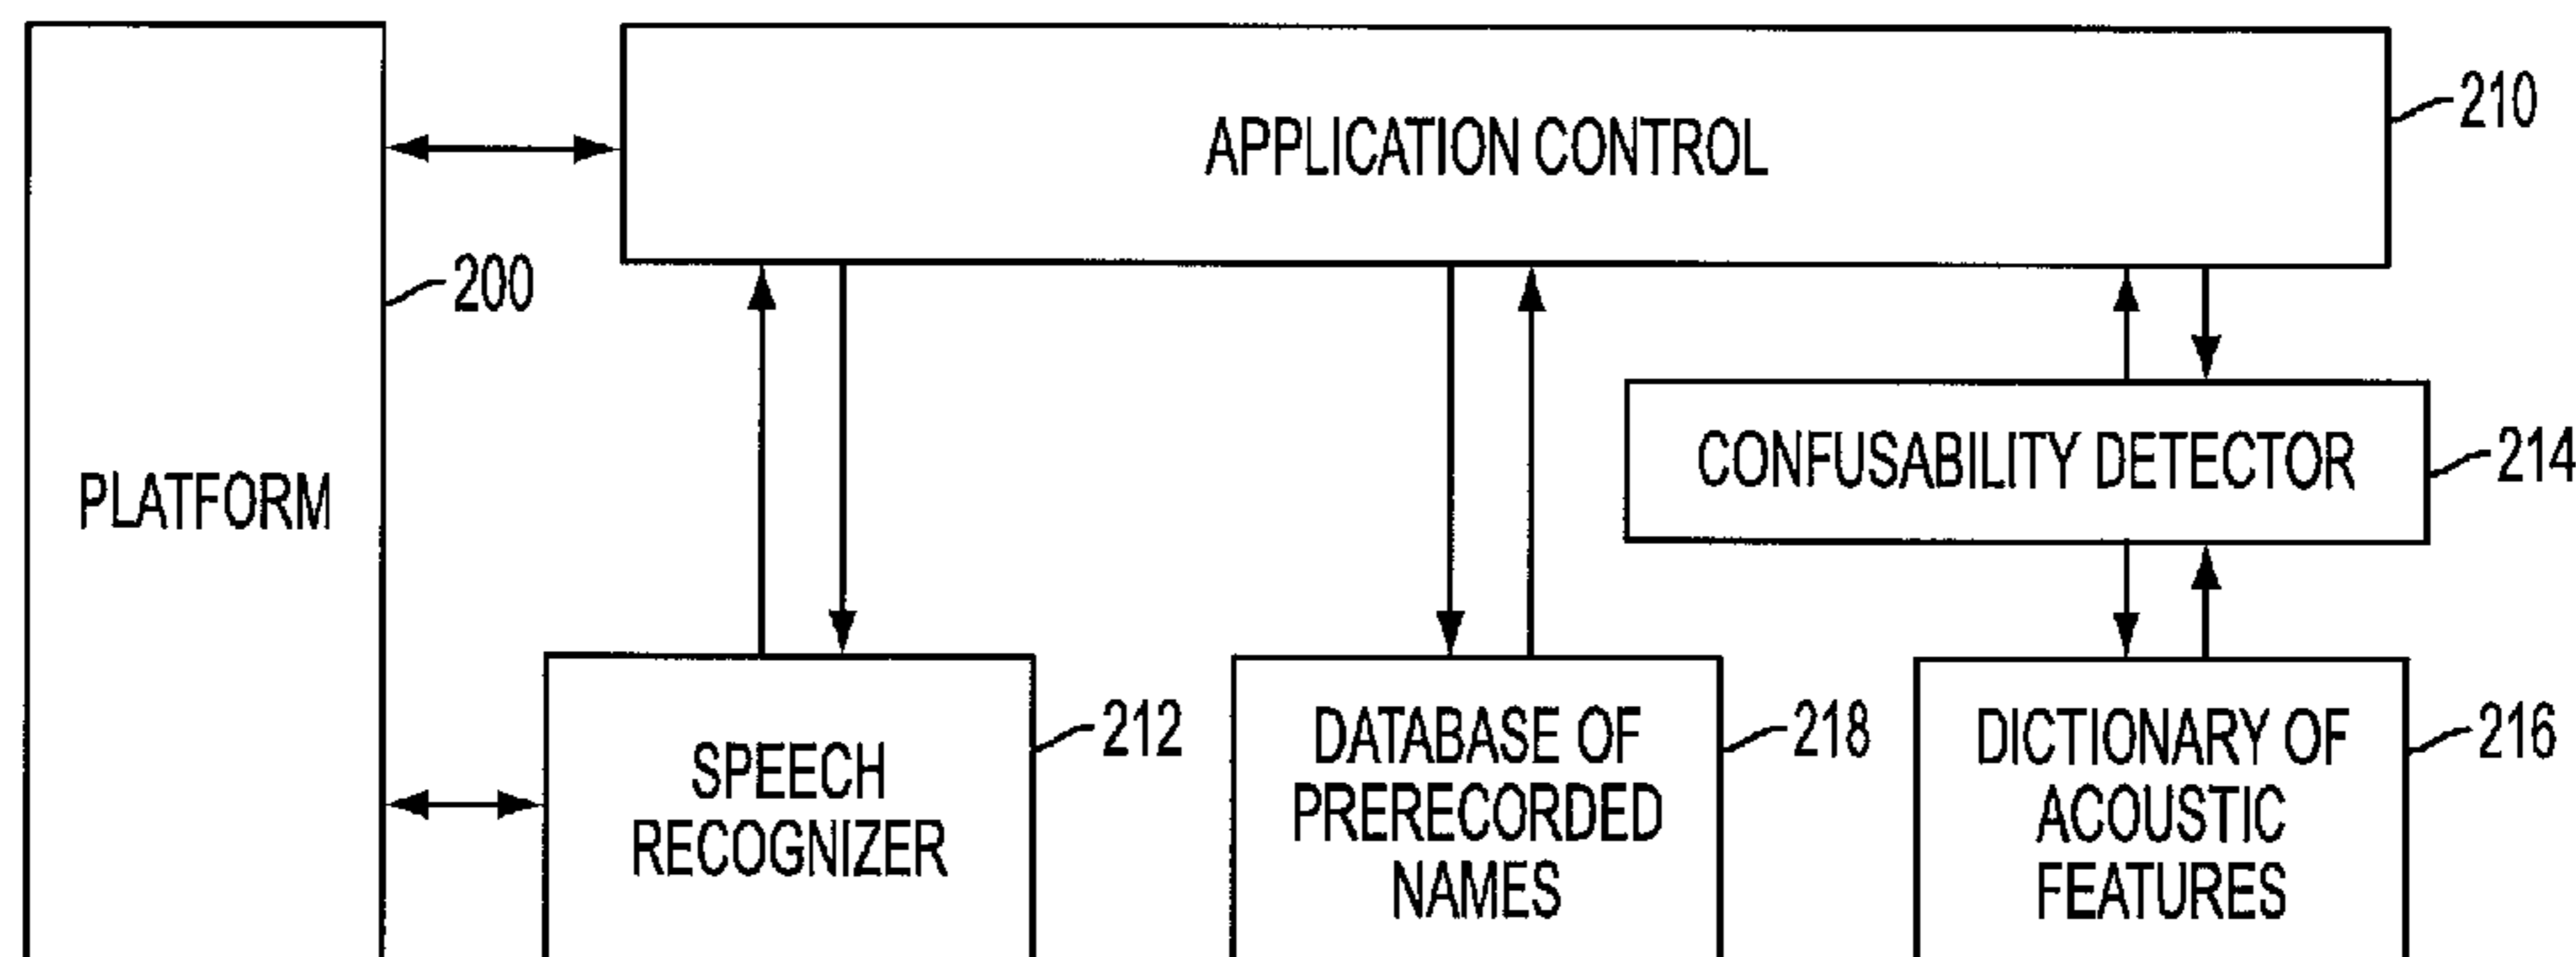 APPLICATION CONTROL
210
200
PLATFORM
CONFUSABILITY DETECTOR
214
SPEECH
RECOGNIZER
212
DATABASE OF
PRERECORDED
NAMES
218
DICTIONARY OF
ACOUSTIC
FEATURES
216